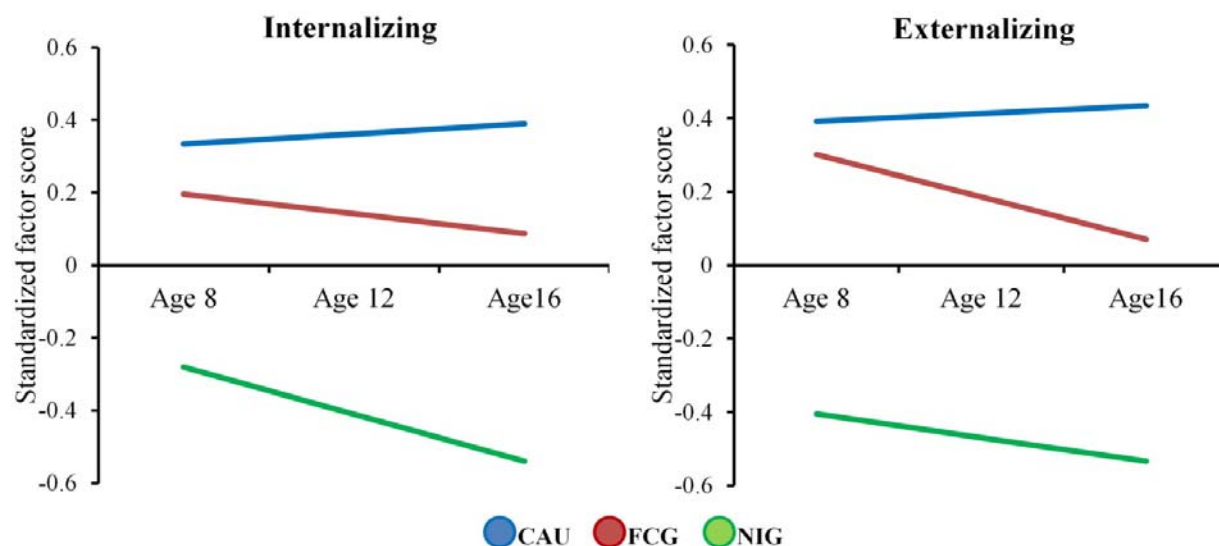 Internalizing
Standardized factor score
0.6
0.4
0.2
0
-0.2
-0.4
-0.6
Age 8 Age 12 Age16
Externalizing
Standardized factor score
0.6
0.4
0.2
0
-0.2
-0.4
-0.6
Age 8 Age 12 Age16
CAU FCG NIG